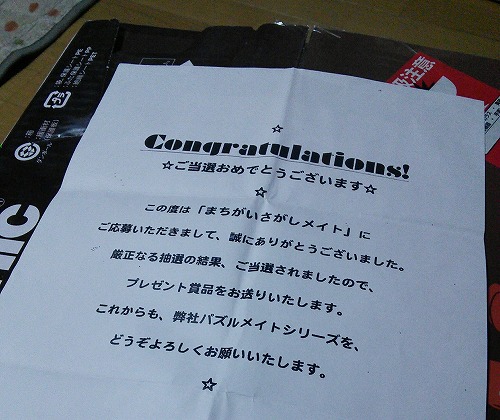 ☆
Congratulations!
☆ご当選おめでとうございます☆
☆
この度は「まちがいさがしメイト」に
ご応募いただきまして、誠にありがとうございました。
厳正なる抽選の結果、ご当選されましたので、
プレゼント賞品をお送りいたします。
これからも、弊社パズルメイトシリーズを、
どうぞよろしくお願いいたします。
☆
プラ
注意